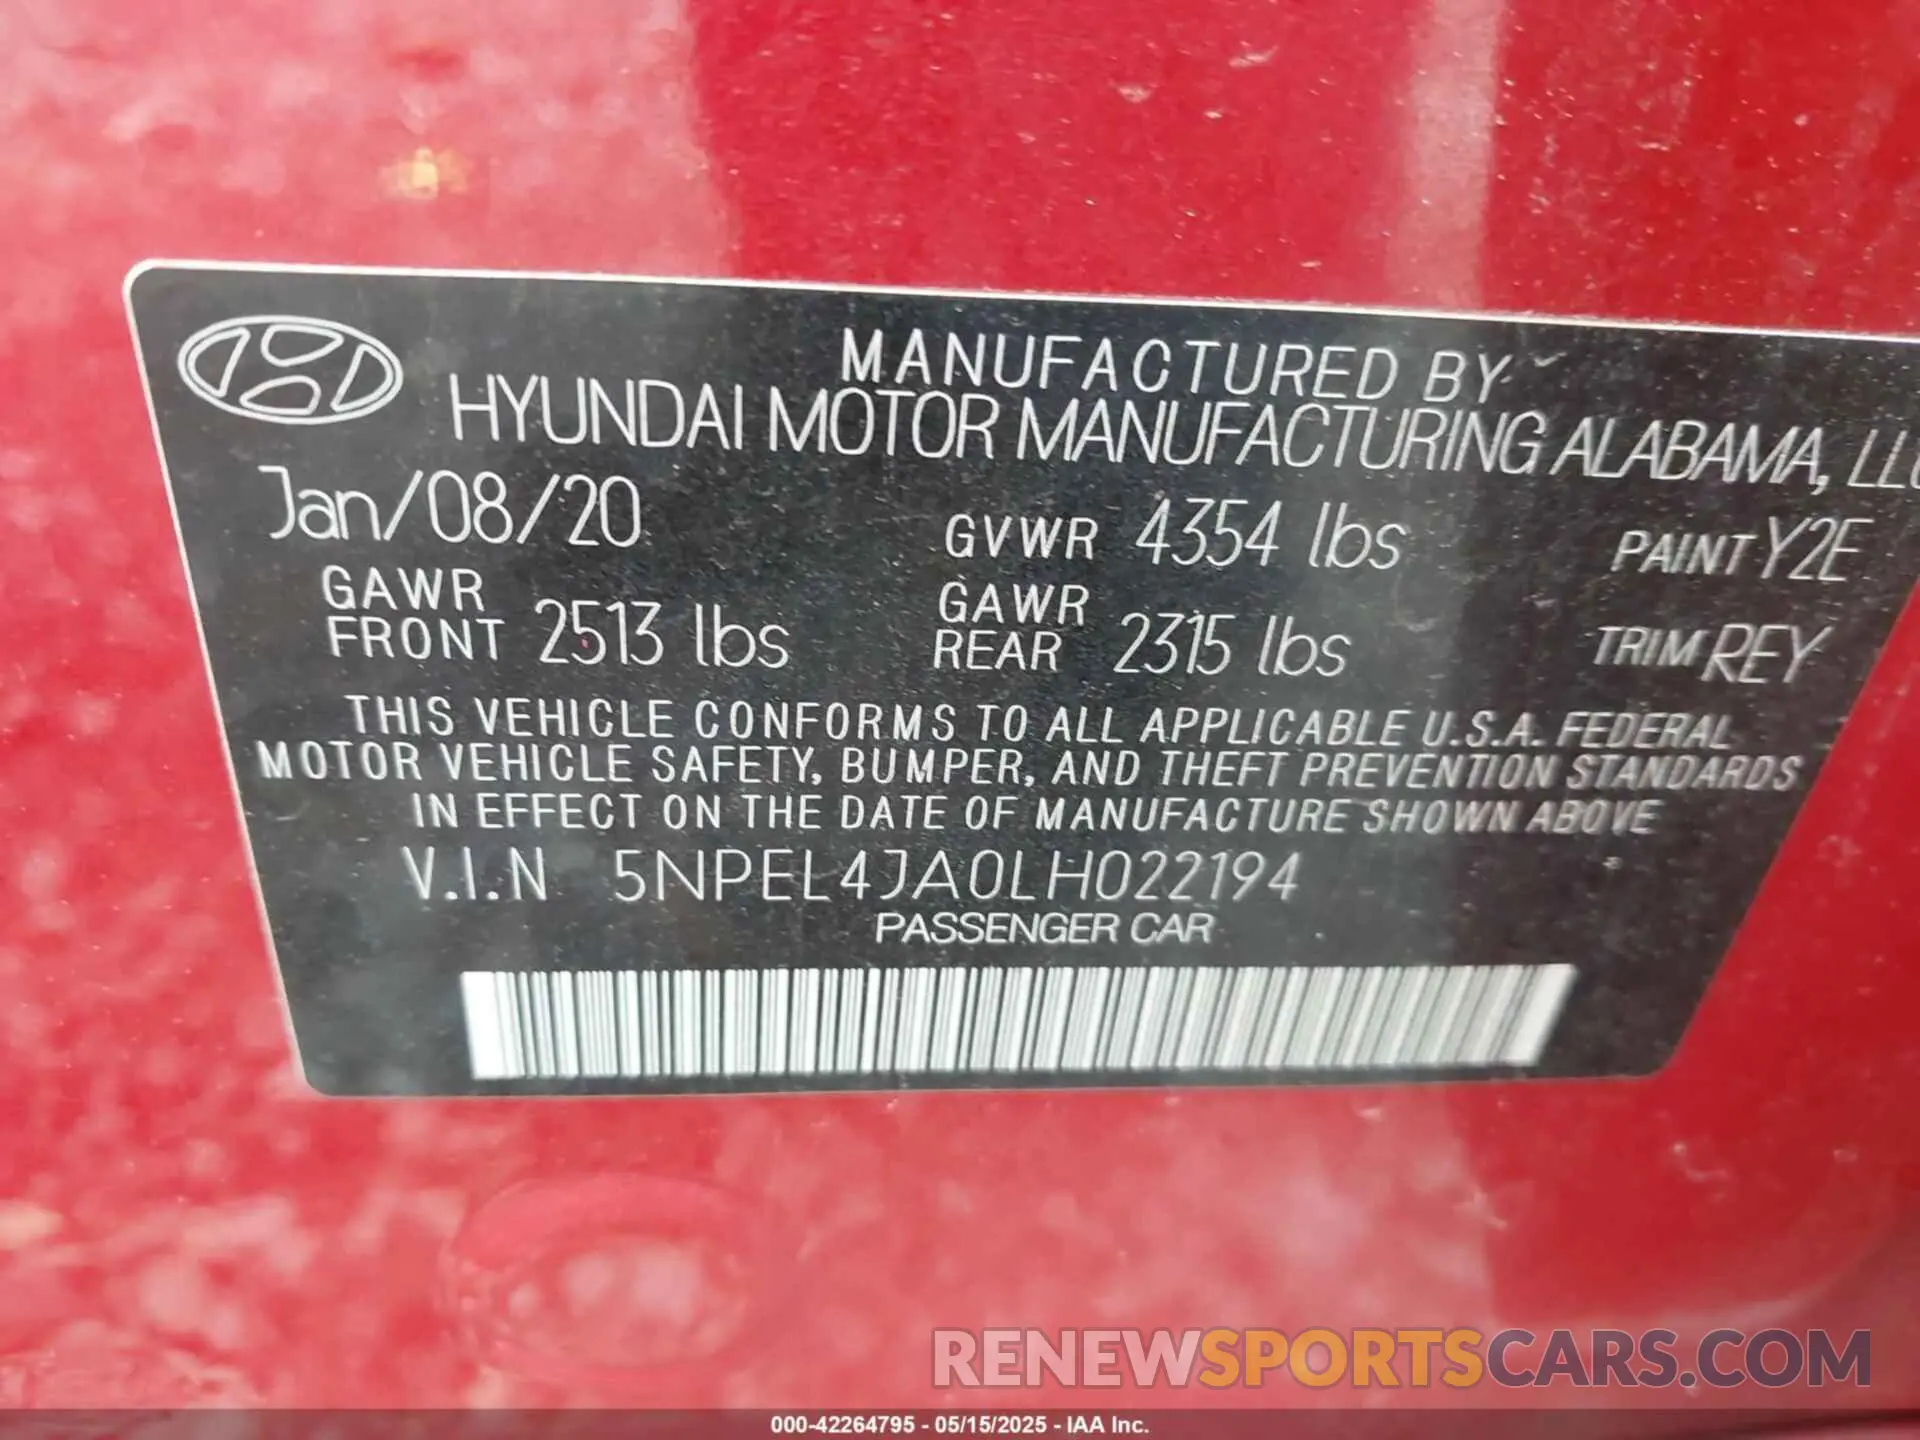 MANUFACTURED BY
HYUNDAI MOTOR MANUFACTURING ALABAMA, LLC
Jan/08/20 GVWR 4354 lbs PAINT Y2E
GAWR FRONT 2513 lbs GAWR REAR 2315 lbs TRIM REY
THIS VEHICLE CONFORMS TO ALL APPLICABLE U.S.A. FEDERAL
MOTOR VEHICLE SAFETY, BUMPER, AND THEFT PREVENTION STANDARDS
IN EFFECT ON THE DATE OF MANUFACTURE SHOWN ABOVE
V.I.N 5NPEL4JA0LH022194
PASSENGER CAR
RENEWSPORTSCARS.COM
000-42264795 - 05/15/2025 - IAA Inc.